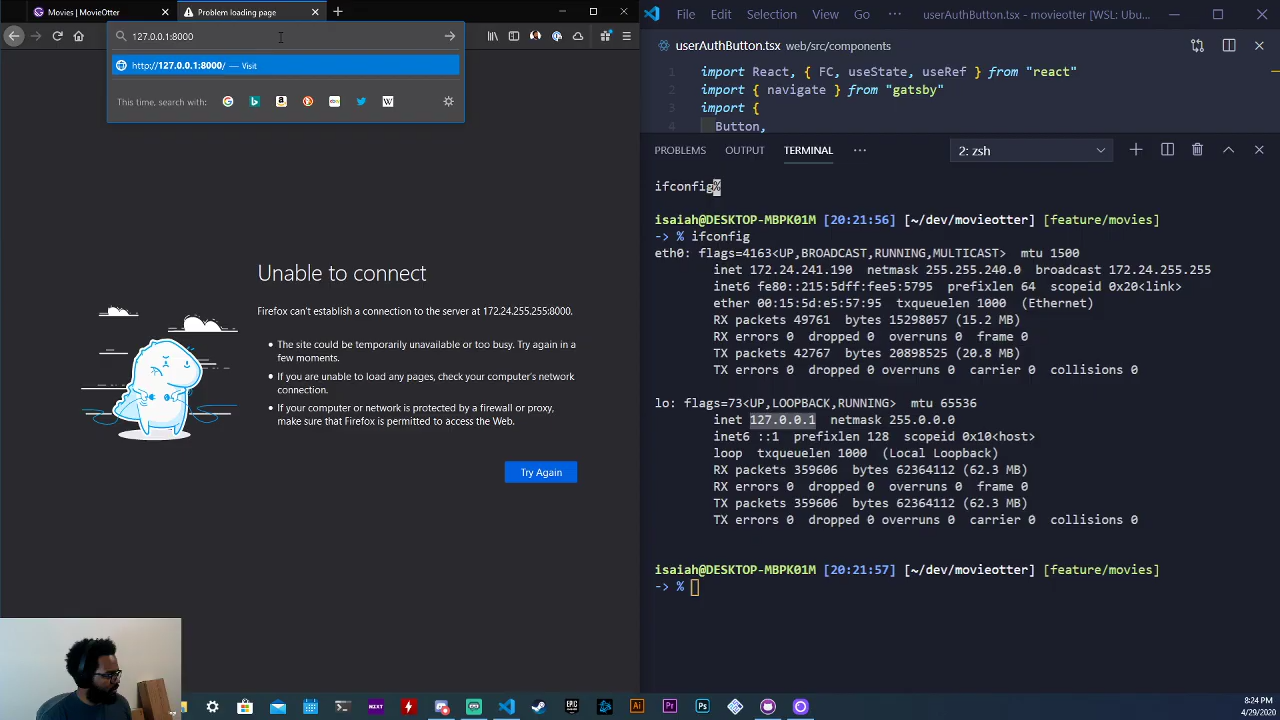 Movies | MovieOtter
Problem loading page
127.0.0.1:8000
http://127.0.0.1:8000/ — Visit
This time, search with:
Unable to connect
Firefox can't establish a connection to the server at 172.24.255.255:8000.
The site could be temporarily unavailable or too busy. Try again in a few moments.
If you are unable to load any pages, check your computer's network connection.
If your computer or network is protected by a firewall or proxy, make sure that Firefox is permitted to access the Web.
Try Again
File Edit Selection View Go ··· userAuthButton.tsx - movieotter [WSL: Ubu...
userAuthButton.tsx web/src/components
1 import React, { FC, useState, useRef } from "react"
2 import { navigate } from "gatsby"
3 import {
4 Button,
PROBLEMS OUTPUT TERMINAL ··· 2: zsh
ifconfig%
isaiah@DESKTOP-MBPK01M [20:21:56] [~/dev/movieotter] [feature/movies]
-> % ifconfig
eth0: flags=4163<UP,BROADCAST,RUNNING,MULTICAST> mtu 1500
inet 172.24.241.190 netmask 255.255.240.0 broadcast 172.24.255.255
inet6 fe80::215:5dff:fee5:5795 prefixlen 64 scopeid 0x20<link>
ether 00:15:5d:e5:57:95 txqueuelen 1000 (Ethernet)
RX packets 49761 bytes 15298057 (15.2 MB)
RX errors 0 dropped 0 overruns 0 frame 0
TX packets 42767 bytes 20898525 (20.8 MB)
TX errors 0 dropped 0 overruns 0 carrier 0 collisions 0
lo: flags=73<UP,LOOPBACK,RUNNING> mtu 65536
inet 127.0.0.1 netmask 255.0.0.0
inet6 ::1 prefixlen 128 scopeid 0x10<host>
loop txqueuelen 1000 (Local Loopback)
RX packets 359606 bytes 62364112 (62.3 MB)
RX errors 0 dropped 0 overruns 0 frame 0
TX packets 359606 bytes 62364112 (62.3 MB)
TX errors 0 dropped 0 overruns 0 carrier 0 collisions 0
isaiah@DESKTOP-MBPK01M [20:21:57] [~/dev/movieotter] [feature/movies]
-> %
8:24 PM
4/29/2020